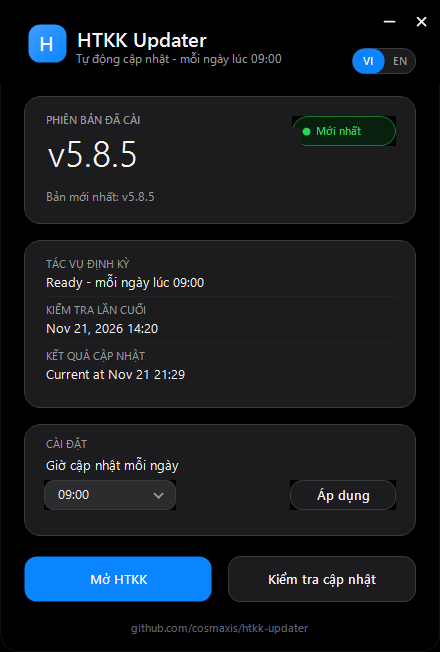 H
HTKK Updater
Tự động cập nhật - mỗi ngày lúc 09:00
VI EN
PHIÊN BẢN ĐÃ CÀI
Mới nhất
v5.8.5
Bản mới nhất: v5.8.5
TÁC VỤ ĐỊNH KỲ
Ready - mỗi ngày lúc 09:00
KIỂM TRA LẦN CUỐI
Nov 21, 2026 14:20
KẾT QUẢ CẬP NHẬT
Current at Nov 21 21:29
CÀI ĐẶT
Giờ cập nhật mỗi ngày
09:00
Áp dụng
Mở HTKK
Kiểm tra cập nhật
github.com/cosmaxis/htkk-updater